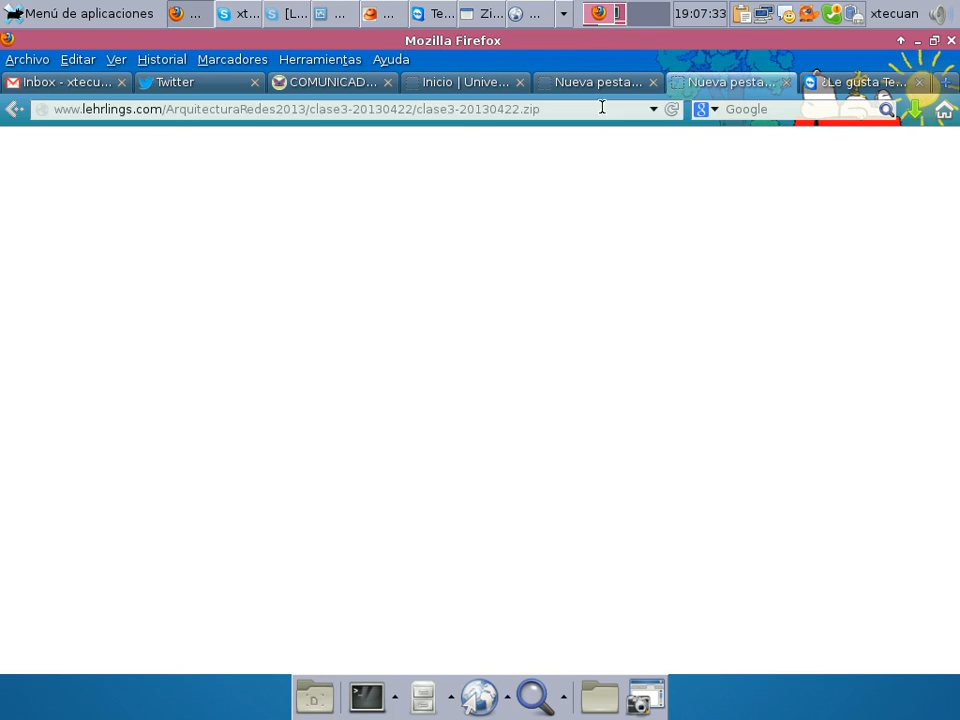 Menú de aplicaciones ... xt... [L... ... ... Te... Zi... ... 19:07:33 xtecuan
Mozilla Firefox
Archivo Editar Ver Historial Marcadores Herramientas Ayuda
Inbox - xtecu... Twitter COMUNICAD... Inicio | Unive... Nueva pesta... Nueva pesta... ¿Le gusta Te...
www.lehrlings.com/ArquitecturaRedes2013/clase3-20130422/clase3-20130422.zip Google